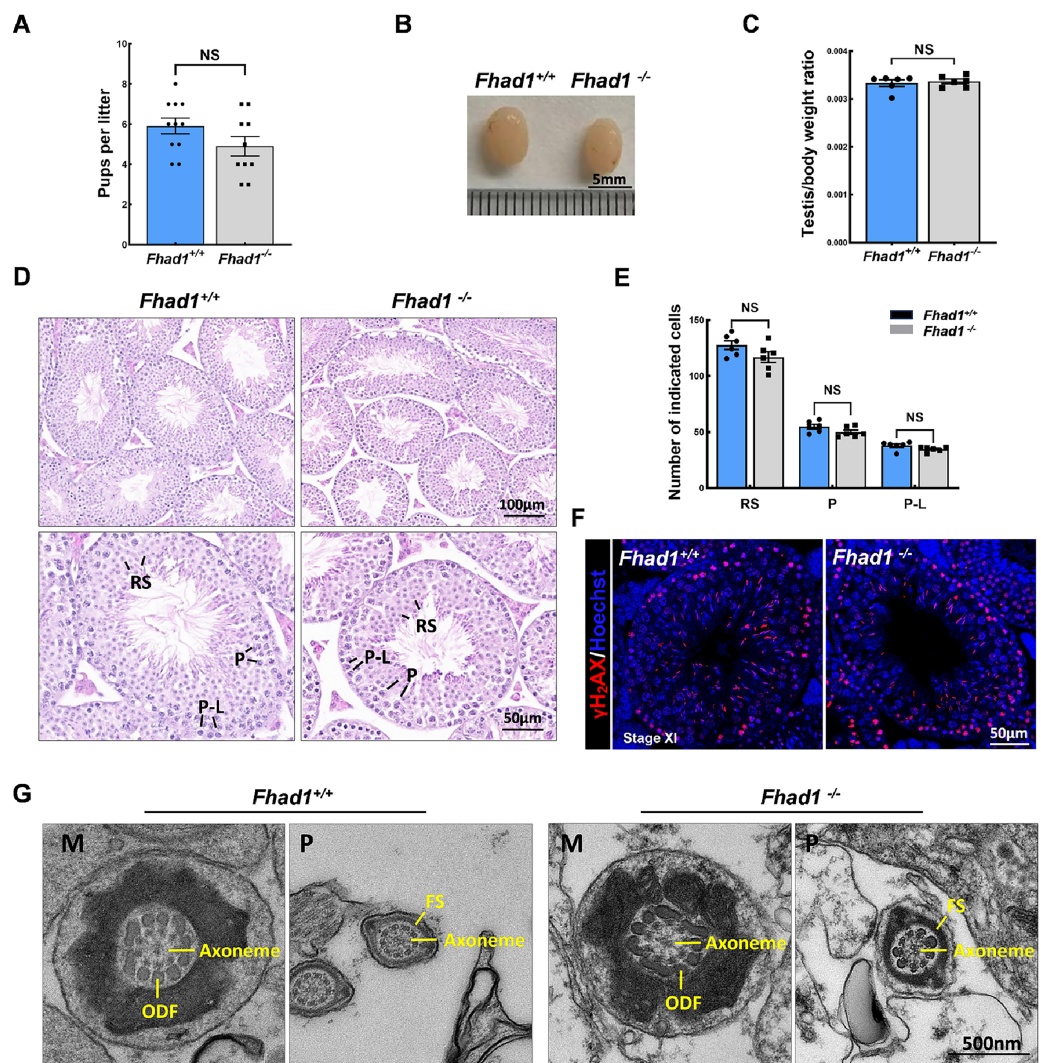 A
Pups per litter
10
8
6
4
2
0
NS
Fhad1+/+
Fhad1-/-
B
Fhad1+/+
Fhad1 -/-
5mm
C
Testis/body weight ratio
0.004
0.003
0.002
0.001
0.000
NS
Fhad1+/+
Fhad1-/-
D
Fhad1+/+
Fhad1 -/-
100μm
RS
P
P-L
RS
P-L
P
50μm
E
Number of indicated cells
150
100
50
0
NS
NS
NS
RS
P
P-L
Fhad1+/+
Fhad1-/-
F
γH2AX/Hoechst
Fhad1+/+
Fhad1 -/-
Stage XI
50μm
G
Fhad1+/+
Fhad1 -/-
M
Axoneme
ODF
P
FS
Axoneme
M
Axoneme
ODF
P
FS
Axoneme
500nm